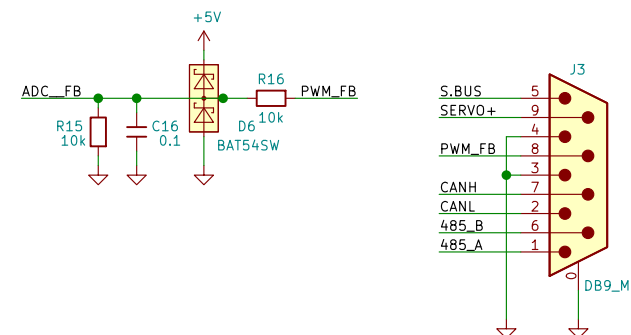 +5V
ADC__FB
R15
10k
C16
0.1
D6
BAT54SW
R16
10k
PWM_FB
J3
S.BUS 5
SERVO+ 9
4
PWM_FB 8
3
CANH 7
CANL 2
485_B 6
485_A 1
0
DB9_M